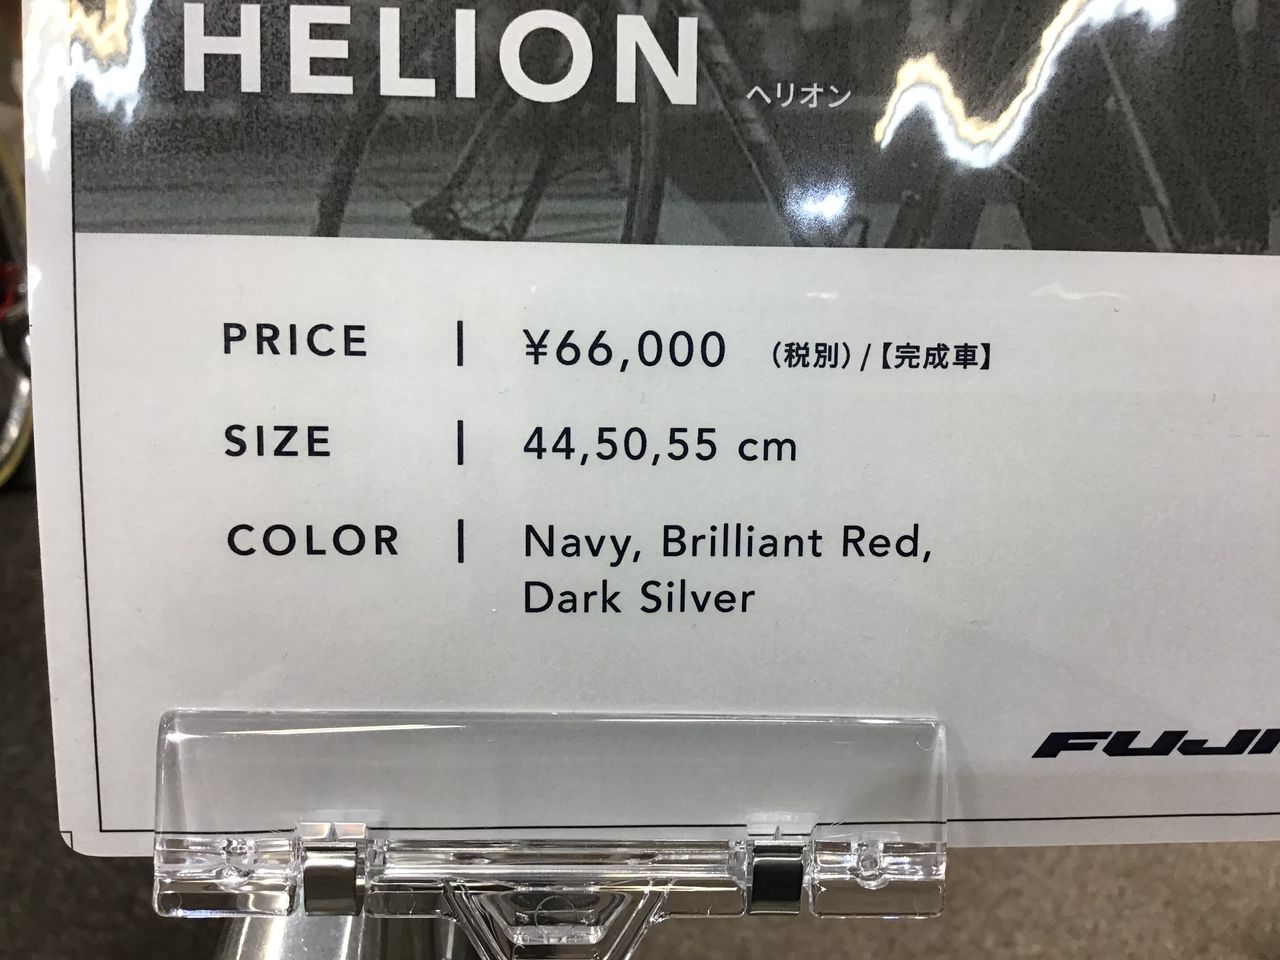 HELION ヘリオン
PRICE | ¥66,000 (税別) /【完成車】
SIZE | 44,50,55 cm
COLOR | Navy, Brilliant Red,
Dark Silver
FUJI